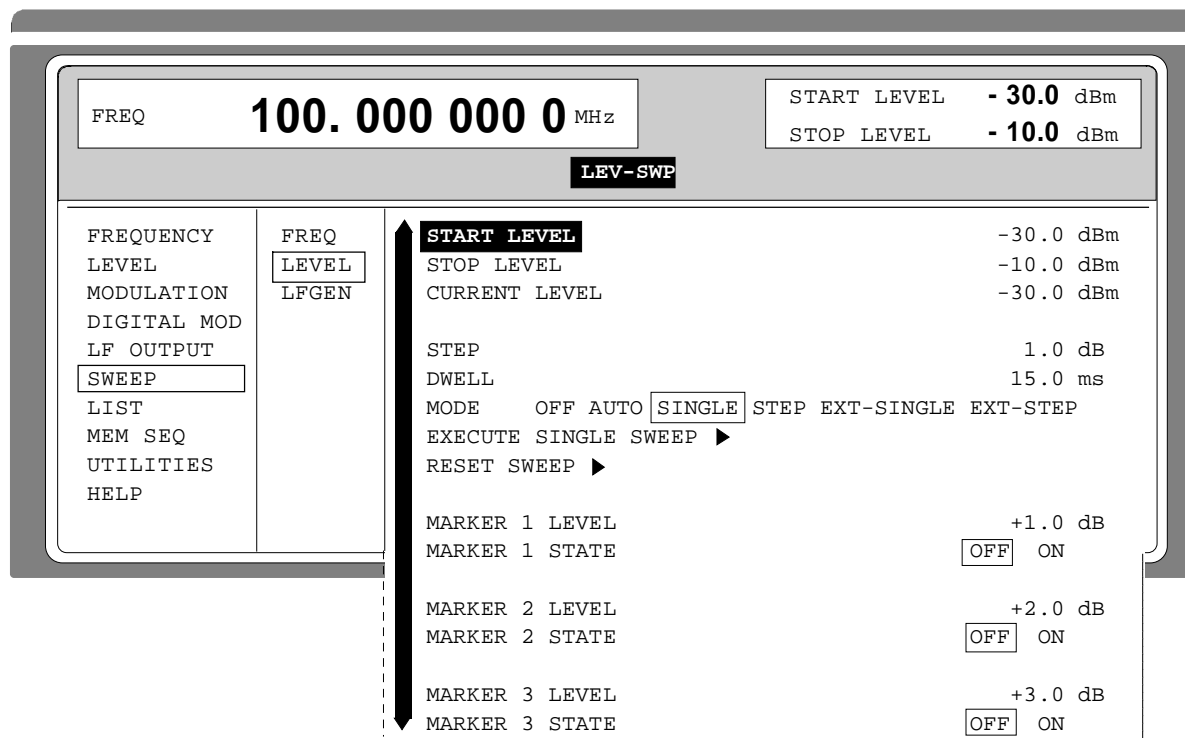 FREQ 100. 000 000 0 MHz
START LEVEL - 30.0 dBm
STOP LEVEL - 10.0 dBm
LEV-SWP
FREQUENCY
LEVEL
MODULATION
DIGITAL MOD
LF OUTPUT
SWEEP
LIST
MEM SEQ
UTILITIES
HELP
FREQ
LEVEL
LFGEN
START LEVEL -30.0 dBm
STOP LEVEL -10.0 dBm
CURRENT LEVEL -30.0 dBm
STEP 1.0 dB
DWELL 15.0 ms
MODE OFF AUTO SINGLE STEP EXT-SINGLE EXT-STEP
EXECUTE SINGLE SWEEP
RESET SWEEP
MARKER 1 LEVEL +1.0 dB
MARKER 1 STATE OFF ON
MARKER 2 LEVEL +2.0 dB
MARKER 2 STATE OFF ON
MARKER 3 LEVEL +3.0 dB
MARKER 3 STATE OFF ON